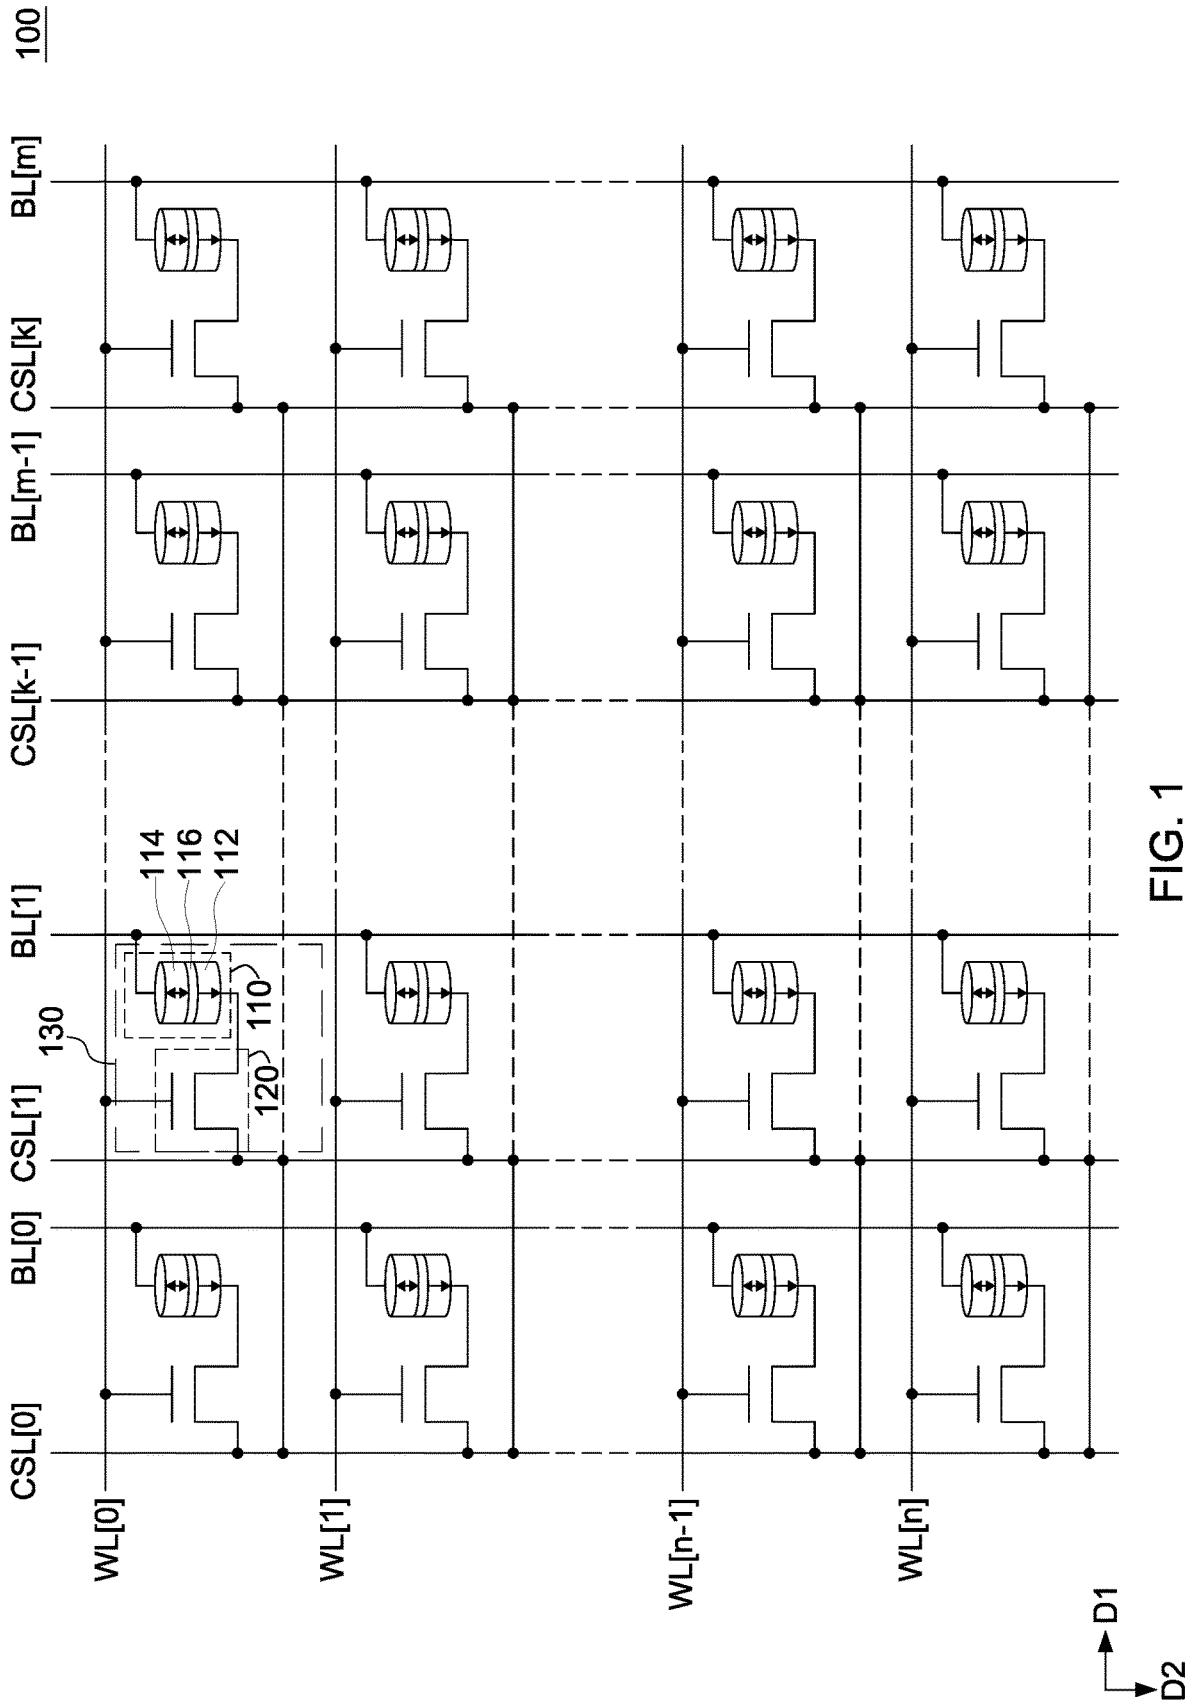 100
CSL[0]
BL[0]
CSL[1]
BL[1]
CSL[k-1]
BL[m-1]
CSL[k]
BL[m]
130
114
116
112
110
120
WL[0]
WL[1]
WL[n-1]
WL[n]
D1
D2
FIG. 1